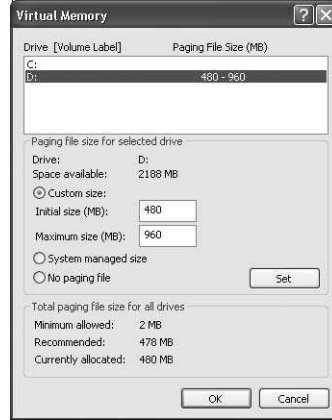 Virtual Memory
Drive [Volume Label] Paging File Size (MB)
C:
D: 480 - 960
Paging file size for selected drive
Drive: D:
Space available: 2188 MB
Custom size:
Initial size (MB): 480
Maximum size (MB): 960
System managed size
No paging file Set
Total paging file size for all drives
Minimum allowed: 2 MB
Recommended: 478 MB
Currently allocated: 480 MB
OK Cancel